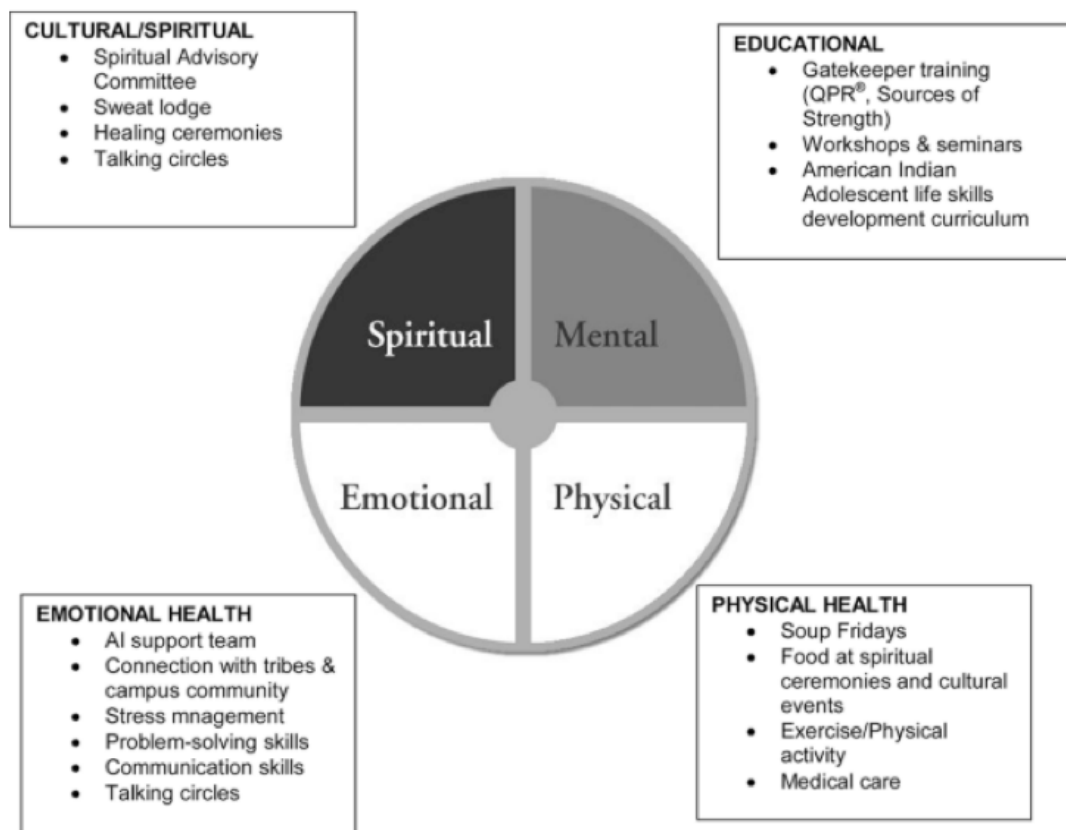 CULTURAL/SPIRITUAL
• Spiritual Advisory
Committee
• Sweat lodge
• Healing ceremonies
• Talking circles
EDUCATIONAL
• Gatekeeper training
(QPR®, Sources of
Strength)
• Workshops & seminars
• American Indian
Adolescent life skills
development curriculum
Spiritual
Mental
Emotional
Physical
EMOTIONAL HEALTH
• AI support team
• Connection with tribes &
campus community
• Stress mnagement
• Problem-solving skills
• Communication skills
• Talking circles
PHYSICAL HEALTH
• Soup Fridays
• Food at spiritual
ceremonies and cultural
events
• Exercise/Physical
activity
• Medical care